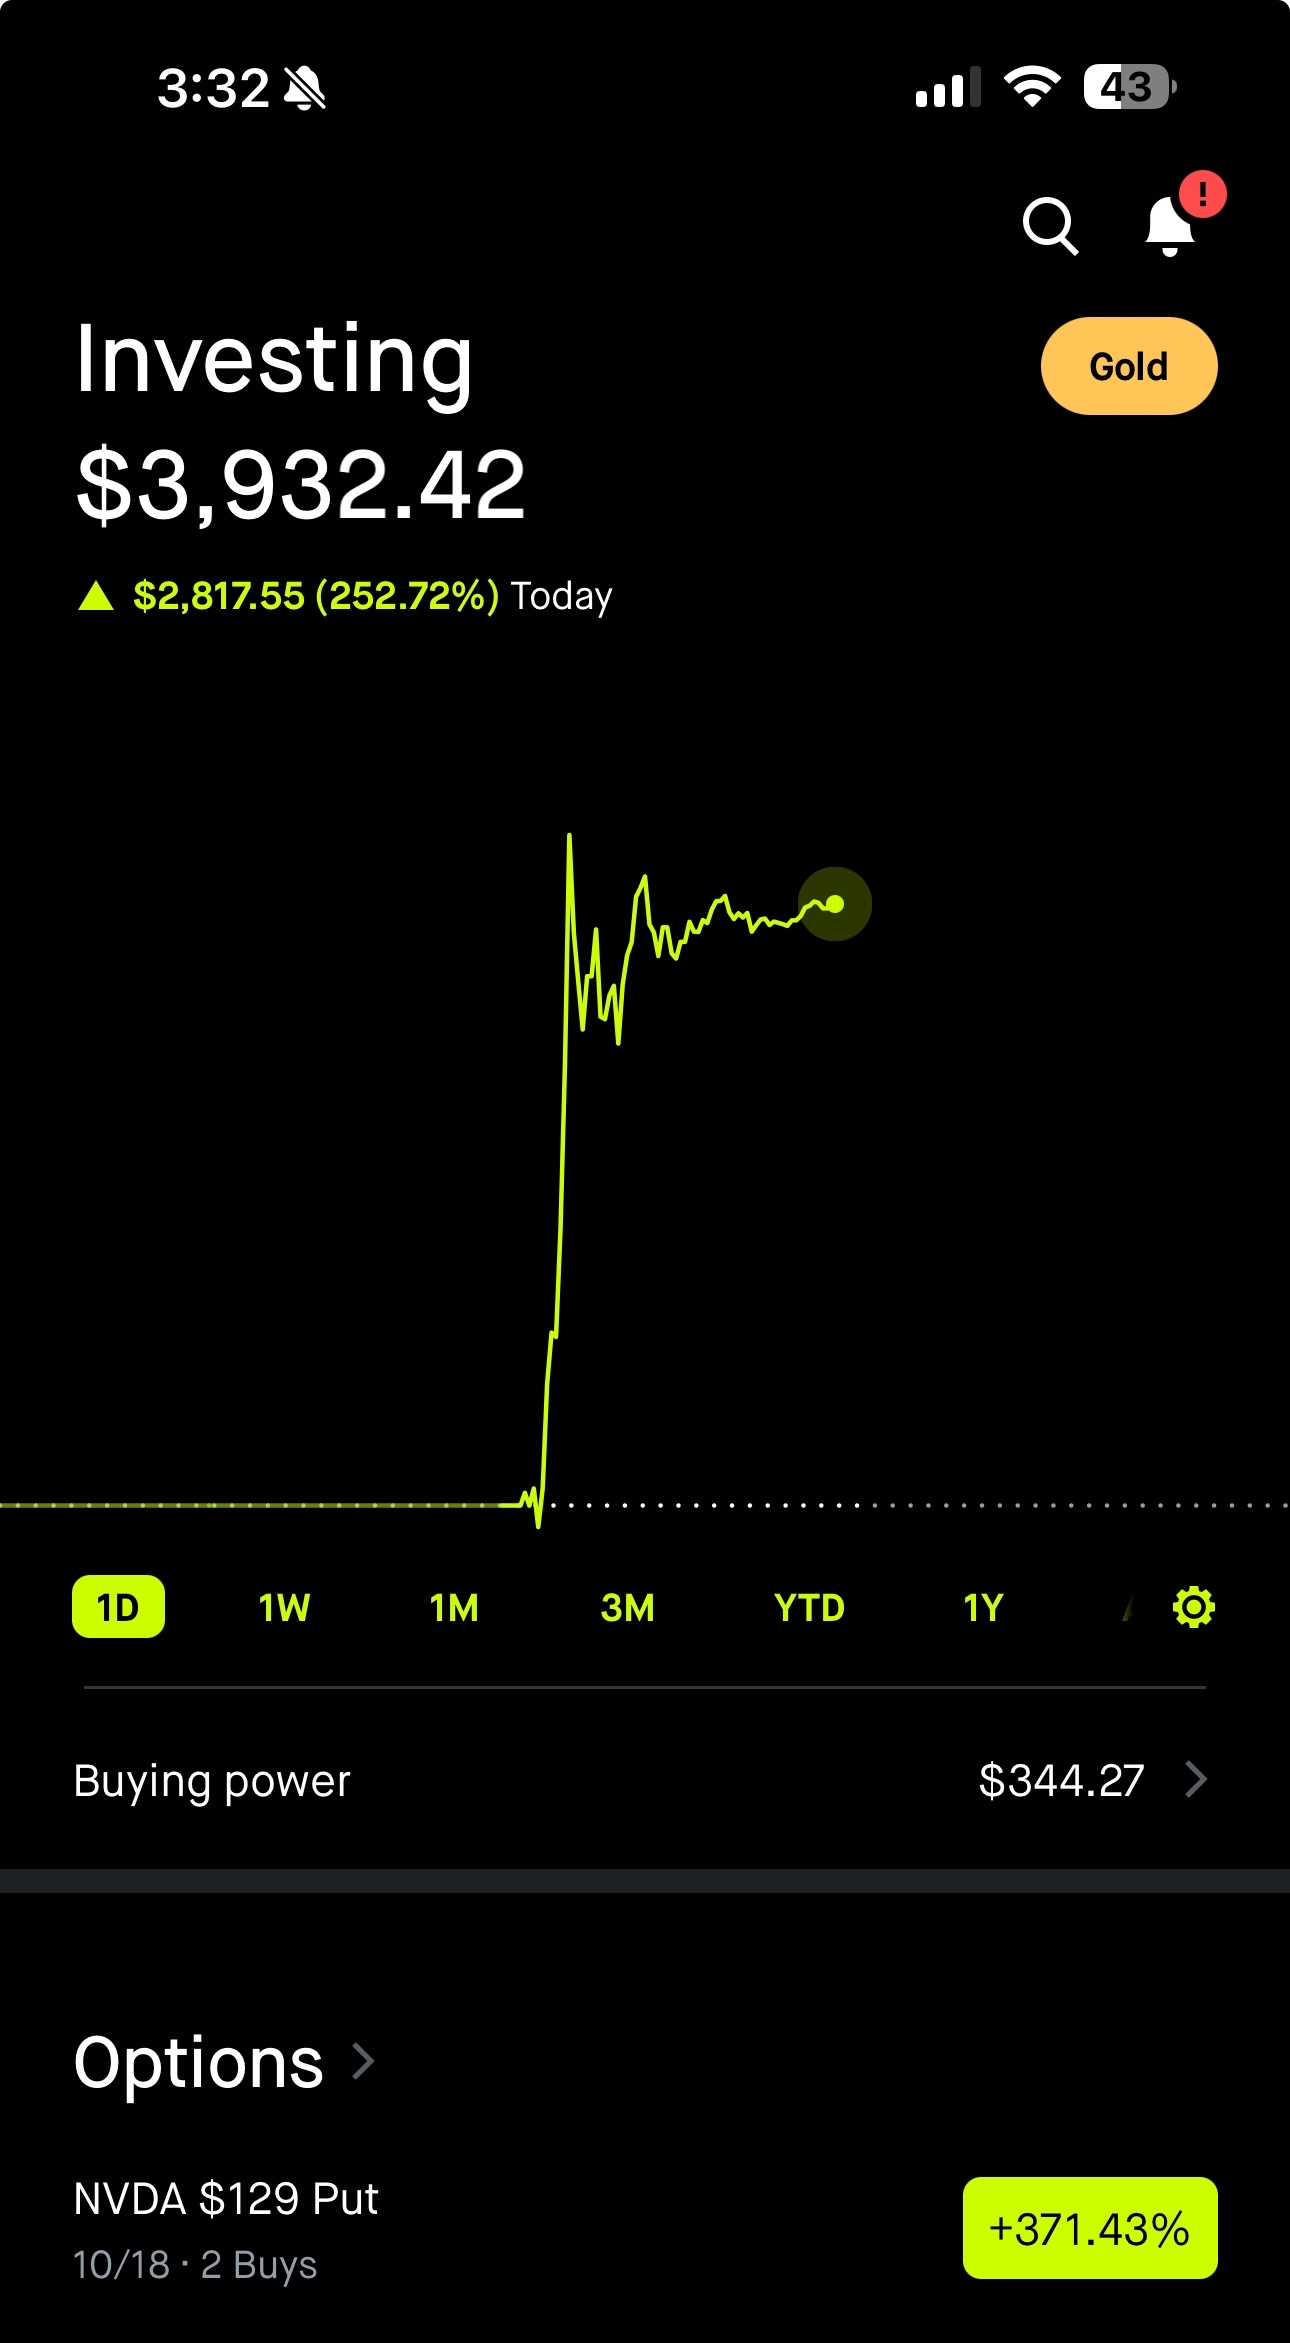 3:32
43
!
Investing
Gold
$3,932.42
$2,817.55 (252.72%) Today
1D 1W 1M 3M YTD 1Y
Buying power $344.27
Options
NVDA $129 Put
+371.43%
10/18 · 2 Buys